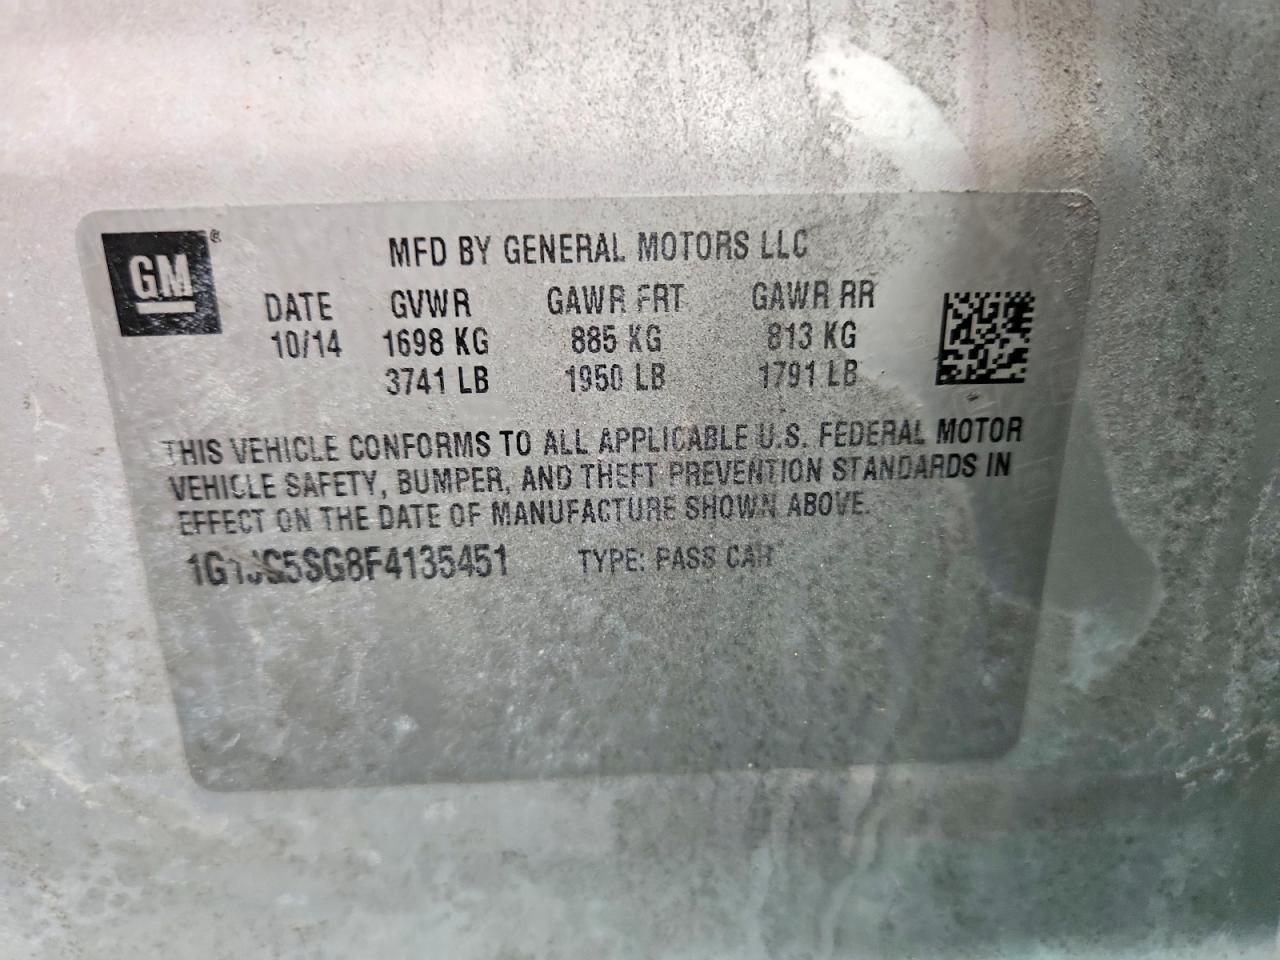 GM®
MFD BY GENERAL MOTORS LLC
DATE GVWR GAWR FRT GAWR RR
10/14 1698 KG 885 KG 813 KG
3741 LB 1950 LB 1791 LB
THIS VEHICLE CONFORMS TO ALL APPLICABLE U.S. FEDERAL MOTOR
VEHICLE SAFETY, BUMPER, AND THEFT PREVENTION STANDARDS IN
EFFECT ON THE DATE OF MANUFACTURE SHOWN ABOVE.
1G1JC5SG8F4135451 TYPE: PASS CAR